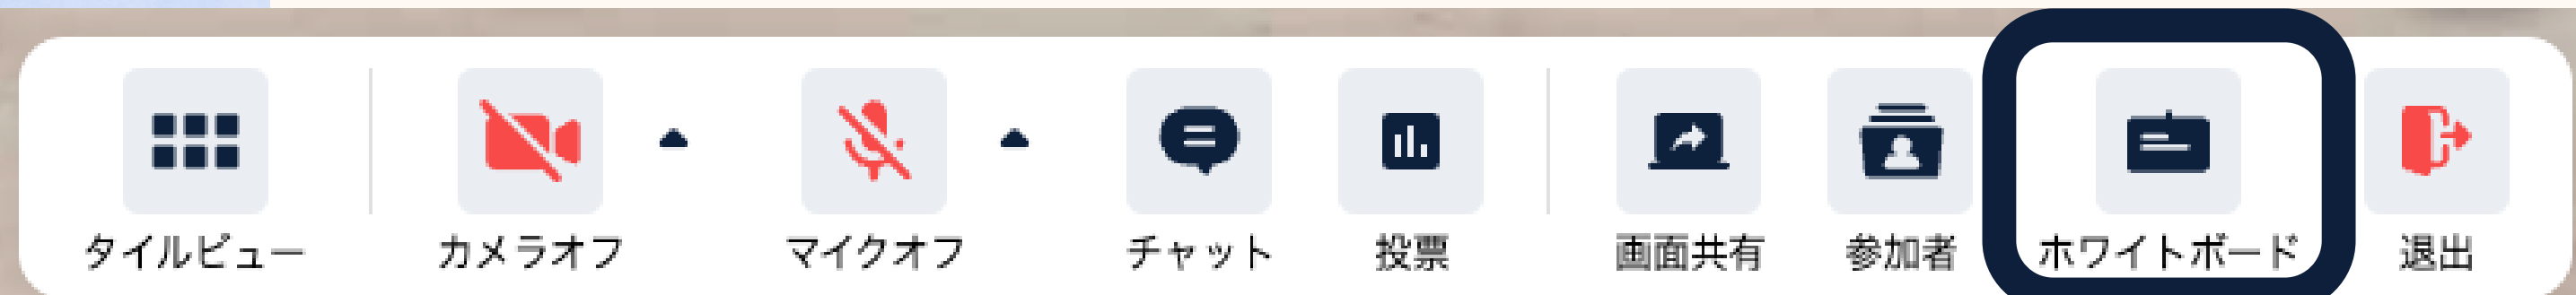 タイルビュー
カメラオフ
マイクオフ
チャット
投票
画面共有
参加者
ホワイトボード
退出